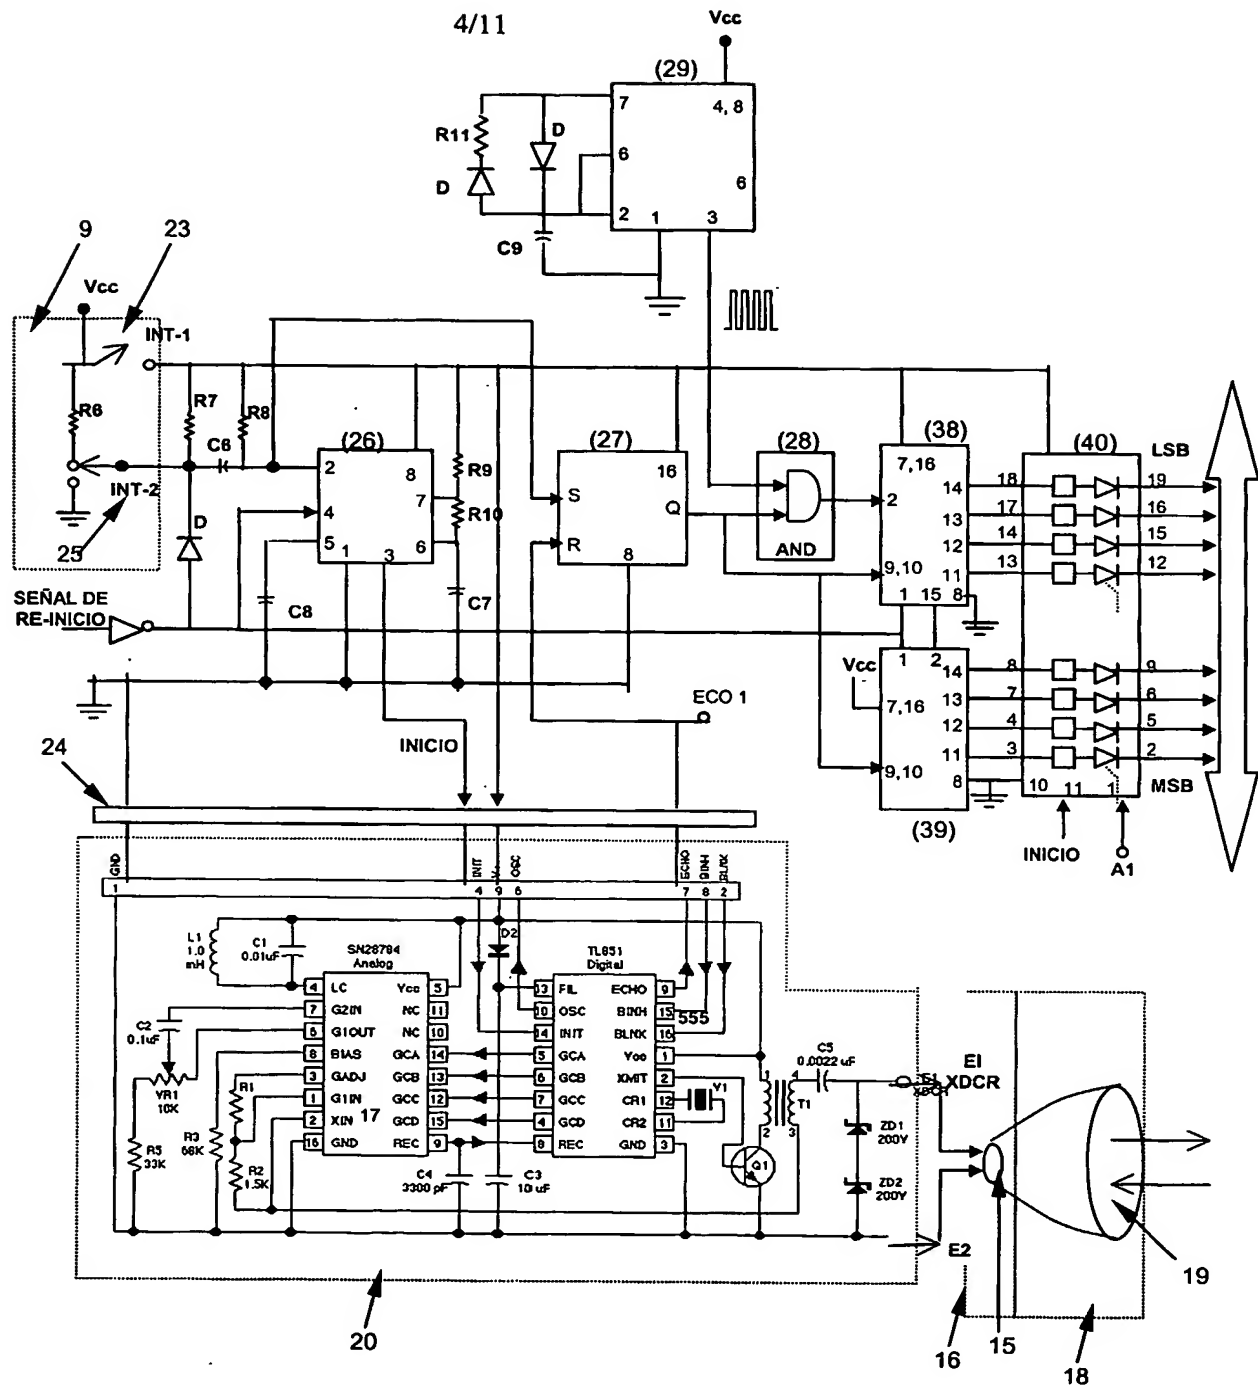 4/11
Vcc
(29)
7
4, 8
R11
D
6
6
D
2
1
3
C9
9
23
Vcc
INT-1
R6
R7
R8
C6
(26)
(27)
(28)
(38)
(40)
LSB
2
8
R9
16
7, 16
18
19
14
INT-2
7
S
17
16
R10
Q
2
13
25
D
4
14
15
5
6
R
AND
12
1
3
8
9, 10
11
13
12
SEÑAL DE
RE-INICIO
C8
C7
1
15
8
Vcc
1
2
14
8
9
ECO 1
7, 16
13
7
6
12
4
5
INICIO
24
9, 10
11
3
2
8
10
11
1
MSB
(39)
INICIO
A1
GND
INIT
V+
OSC
ECHO
BINH
BLNK
1
4
9
6
7
8
2
L1
1.0
mH
C1
0.01uF
SN28784
Analog
D2
TL851
Digital
4
LC
Vcc
5
13
FIL
ECHO
9
7
G2IN
NC
11
10
OSC
BINH
15
555
C2
0.1uF
G1OUT
NC
10
14
INIT
BLNK
16
8
BIAS
GCA
14
5
GCA
Vcc
1
C5
0.0022 uF
3
GADJ
GCB
13
6
GCB
XMIT
2
E1
XDCR
EI
XDCR
YR1
10K
R1
1
G1IN
GCC
12
7
GCC
CR1
12
Y1
1
4
T1
2
XIN
17
GCD
15
4
GCD
CR2
11
2
3
ZD1
200Y
R5
33K
R3
68K
16
GND
REC
9
8
REC
GND
3
R2
1.5K
C4
3300 pF
C3
10 uF
Q1
ZD2
200Y
E2
20
16
15
18
19